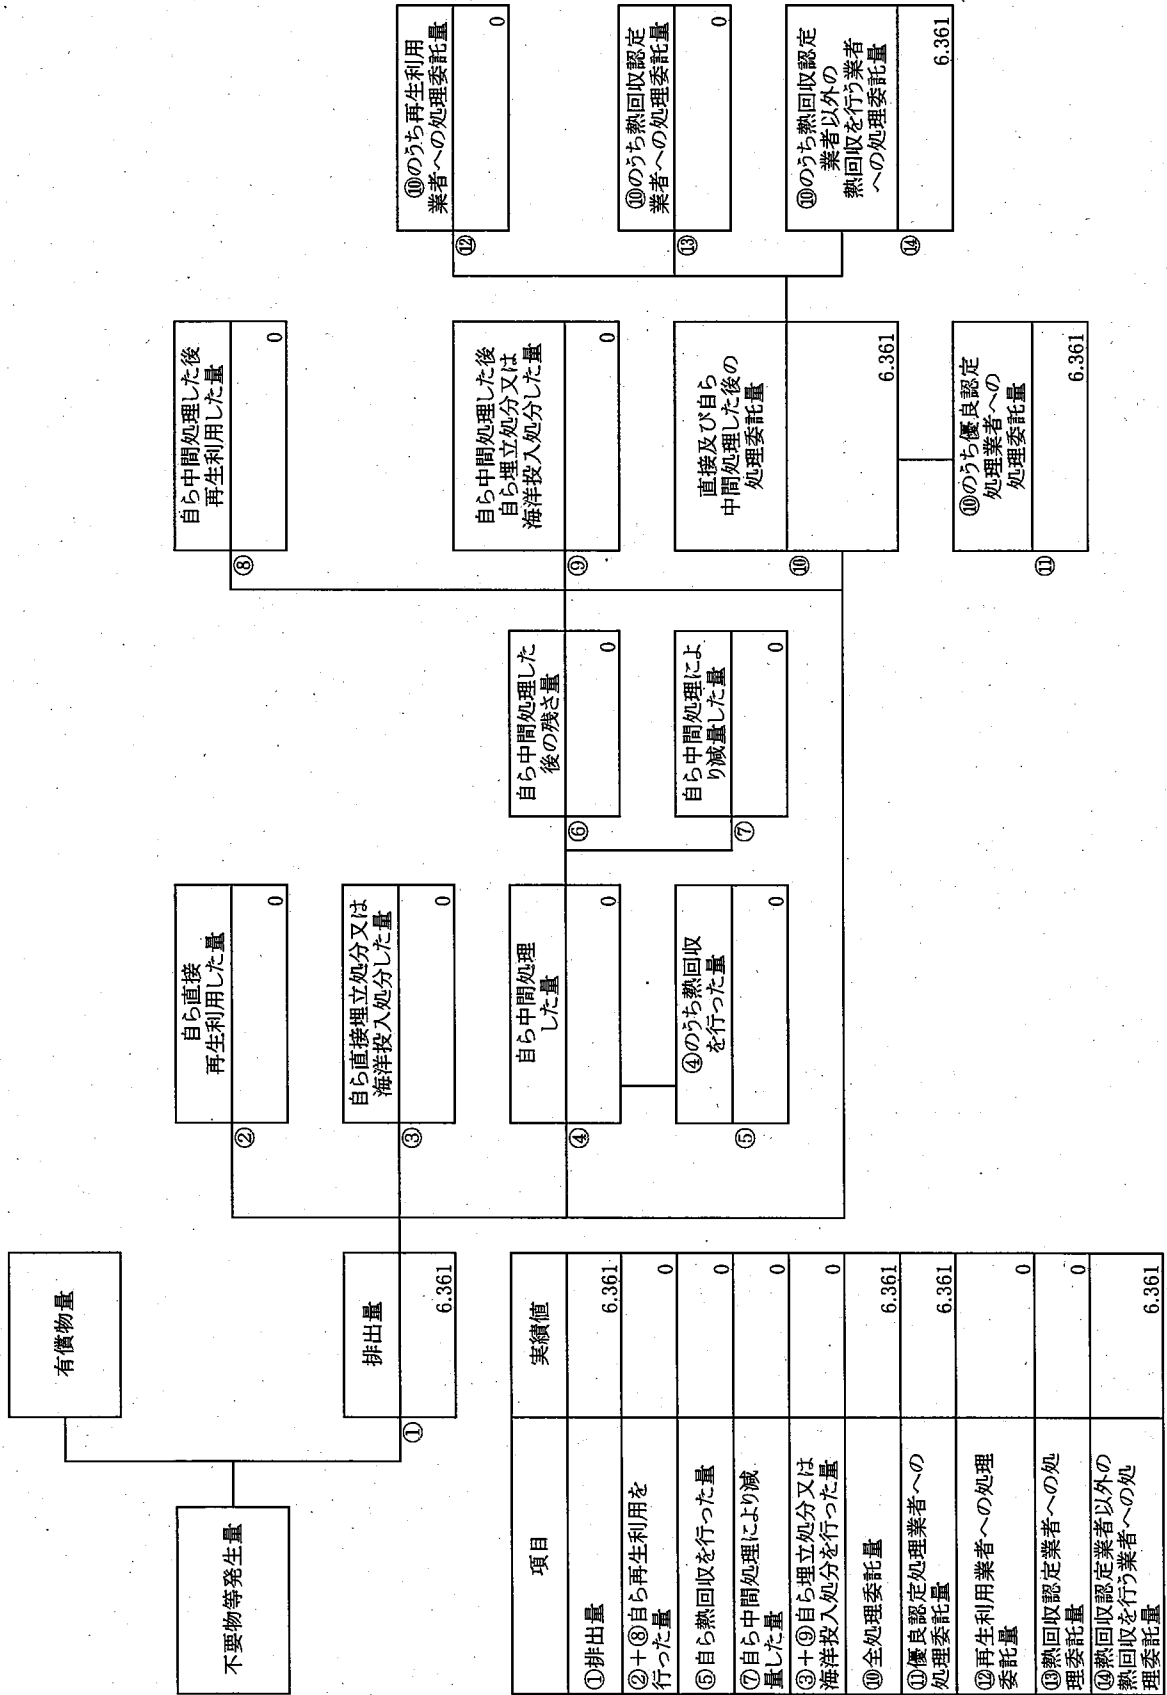 不要物等発生量
有償物量
①
排出量
6.361
②
自ら直接
再生利用した量
0
③
自ら直接埋立処分又は
海洋投入処分した量
0
④
自ら中間処理
した量
0
⑤
④のうち熱回収
を行った量
0
⑥
自ら中間処理した
後の残さ量
0
⑦
自ら中間処理によ
り減量した量
0
⑧
自ら中間処理した後
再生利用した量
0
⑨
自ら中間処理した後
自ら埋立処分又は
海洋投入処分した量
0
⑩
直接及び自ら
中間処理した後の
処理委託量
6.361
⑪
⑩のうち優良認定
処理業者への
処理委託量
6.361
⑫
⑩のうち再生利用
業者への処理委託量
0
⑬
⑩のうち熱回収認定
業者への処理委託量
0
⑭
⑩のうち熱回収認定
業者以外の
熱回収を行う業者
への処理委託量
6.361
項目
実績値
①排出量
6.361
②+⑧自ら再生利用を
行った量
0
⑤自ら熱回収を行った量
0
⑦自ら中間処理により減
量した量
0
③+⑨自ら埋立処分又は
海洋投入処分を行った量
0
⑩全処理委託量
6.361
⑪優良認定処理業者への
処理委託量
6.361
⑫再生利用業者への処理
委託量
0
⑬熱回収認定業者への処
理委託量
0
⑭熱回収認定業者以外の
熱回収を行う業者への処
理委託量
6.361